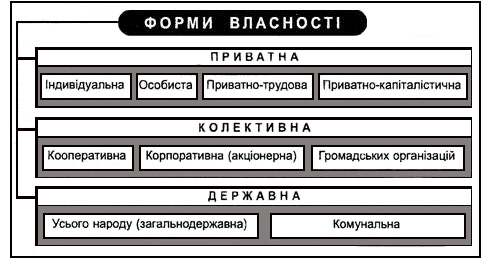 ФОРМИ ВЛАСНОСТІ
ПРИВАТНА
Індивідуальна Особиста Приватно-трудова Приватно-капіталістична
КОЛЕКТИВНА
Кооперативна Корпоративна (акціонерна) Громадських організацій
ДЕРЖАВНА
Усього народу (загальнодержавна) Комунальна